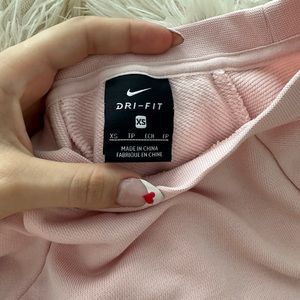 DRI-FIT
XS
XS TP ECH EP
MADE IN CHINA
FABRIQUÉ EN CHINE